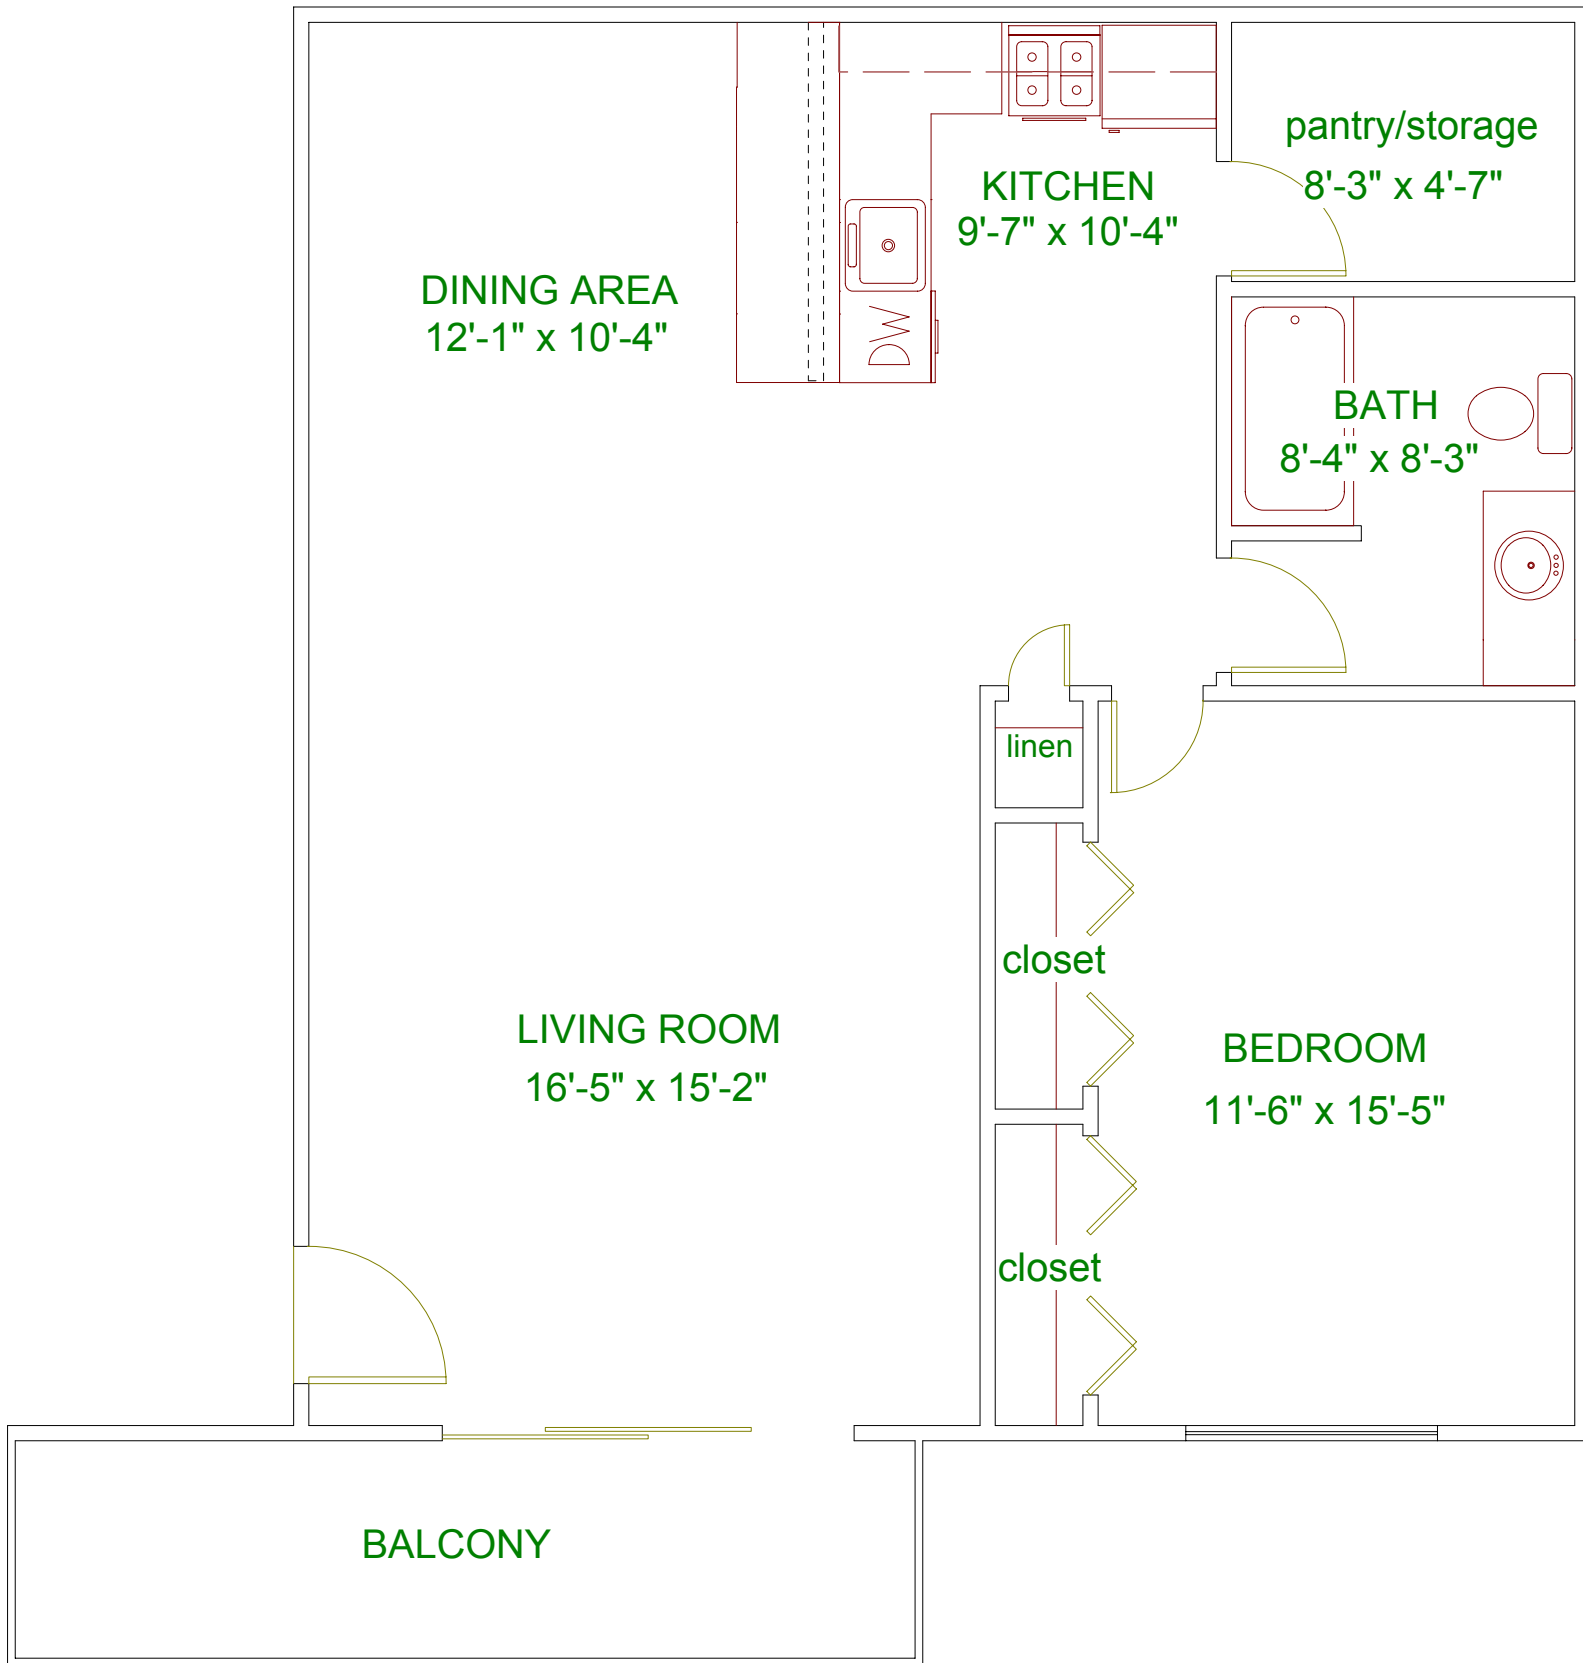 pantry/storage
8'-3" x 4'-7"
KITCHEN
9'-7" x 10'-4"
DINING AREA
12'-1" x 10'-4"
DW
BATH
8'-4" x 8'-3"
linen
closet
LIVING ROOM
16'-5" x 15'-2"
BEDROOM
11'-6" x 15'-5"
closet
BALCONY